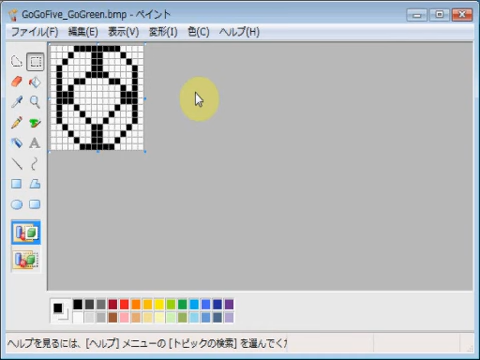 GoGoFive_GoGreen.bmp - ペイント
ファイル(F) 編集(E) 表示(V) 変形(I) 色(C) ヘルプ(H)
A
ヘルプを見るには、[ヘルプ] メニューの [トピックの検索] を選んでくだ